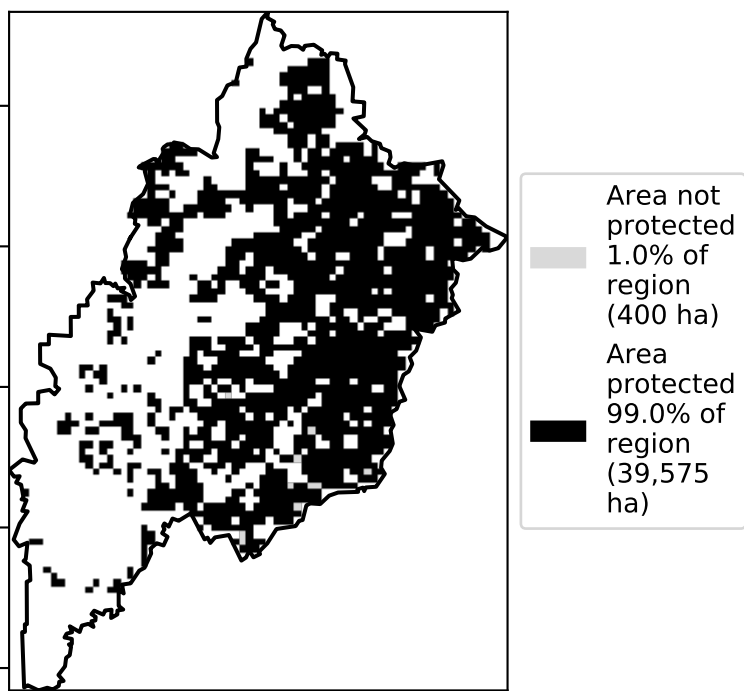 Area not
protected
1.0% of
region
(400 ha)
Area
protected
99.0% of
region
(39,575
ha)